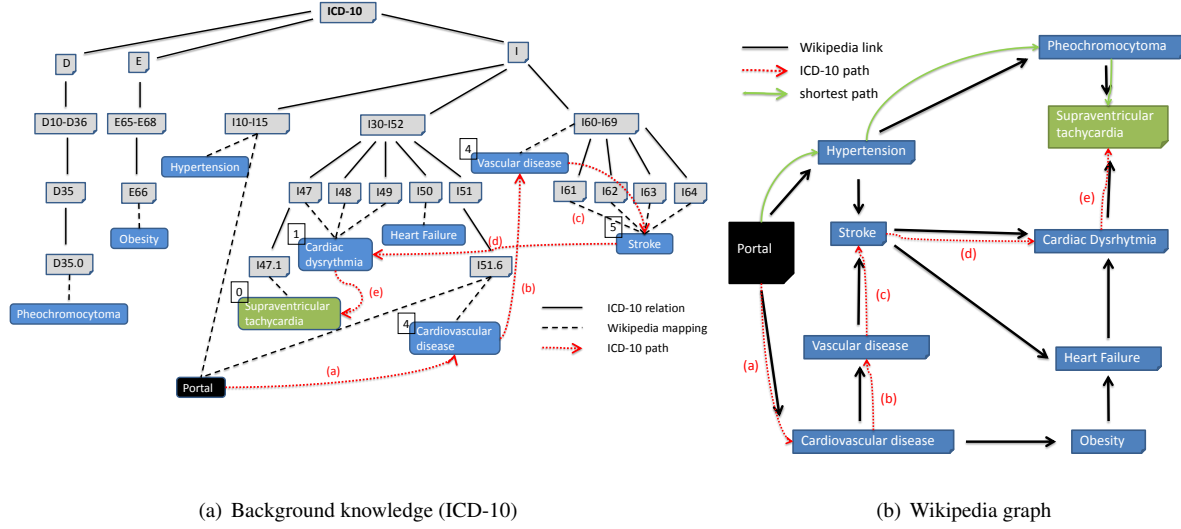 ICD-10
D
E
I
D10-D36
E65-E68
I10-I15
I30-I52
I60-I69
Hypertension
4
Vascular disease
D35
E66
I47
I48
I49
I50
I51
I61
I62
I63
I64
(c)
Obesity
1
Cardiac
dysrythmia
Heart Failure
(d)
5
Stroke
D35.0
I47.1
I51.6
(e)
(b)
0
Supraventricular
tachycardia
Pheochromocytoma
4
Cardiovascular
disease
ICD-10 relation
Wikipedia mapping
ICD-10 path
(a)
Portal
(a) Background knowledge (ICD-10)
Wikipedia link
ICD-10 path
shortest path
Pheochromocytoma
Supraventricular
tachycardia
Hypertension
(e)
Portal
Stroke
(d)
Cardiac Dysrhytmia
(c)
Vascular disease
Heart Failure
(a)
(b)
Cardiovascular disease
Obesity
(b) Wikipedia graph